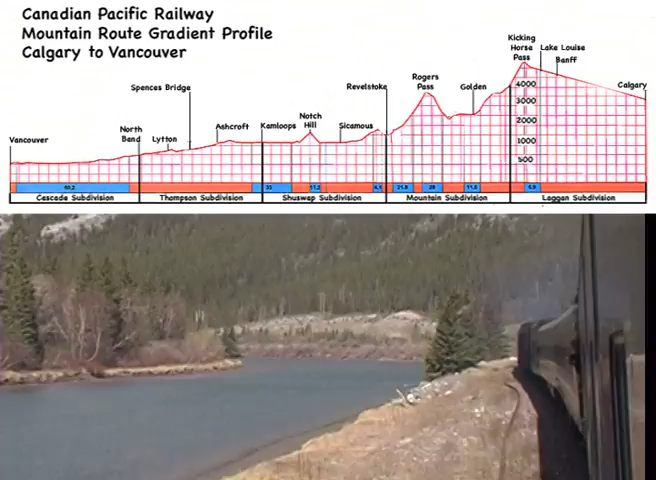 Canadian Pacific Railway
Mountain Route Gradient Profile
Calgary to Vancouver
Kicking
Horse
Pass
Lake Louise
Banff
Calgary
Rogers
Pass
Golden
Revelstoke
Spences Bridge
Notch
Hill
Sicamous
Kamloops
Ashcroft
Lytton
North
Bend
Vancouver
4000
3000
2000
1000
500
Cascade Subdivision
Thompson Subdivision
Shuswap Subdivision
Mountain Subdivision
Laggan Subdivision